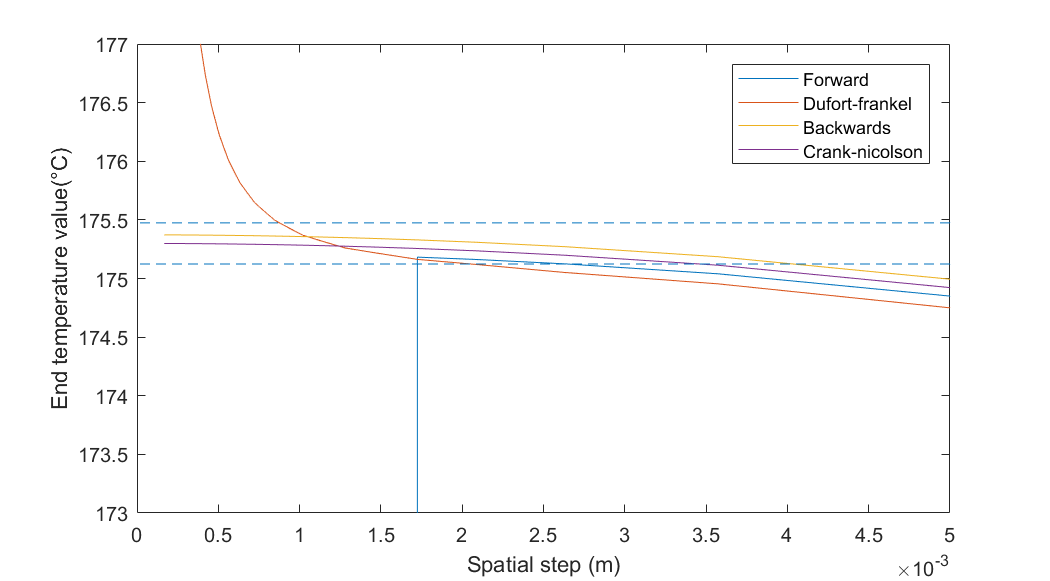 177
176.5
176
175.5
175
174.5
174
173.5
173
End temperature value(°C)
Forward
Dufort-frankel
Backwards
Crank-nicolson
0 0.5 1 1.5 2 2.5 3 3.5 4 4.5 5
Spatial step (m)
×10⁻³